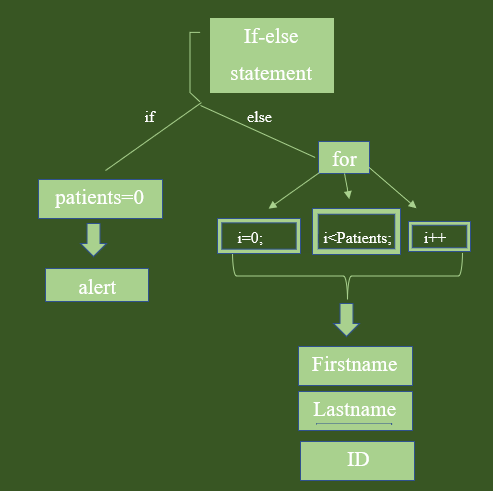 If-else
statement
if
else
for
patients=0
i=0;
i<Patients;
i++
alert
Firstname
Lastname
ID